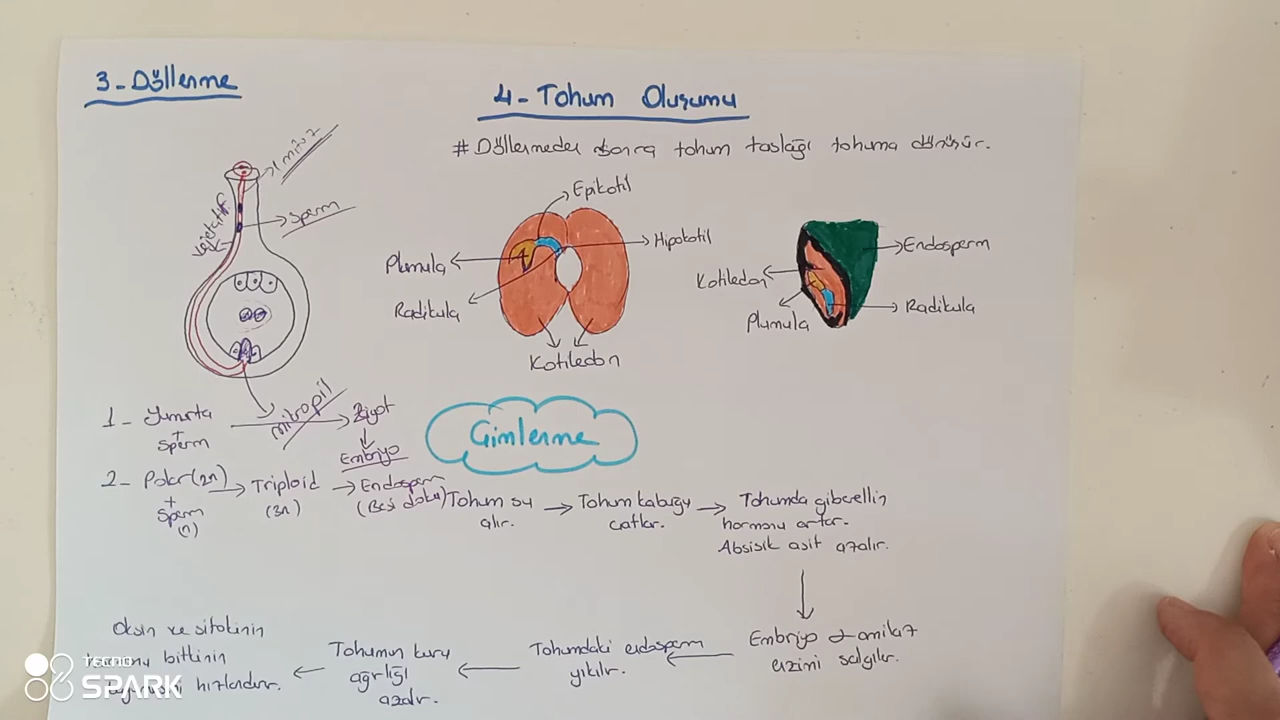 3- Döllenme
4- Tohum Oluşumu
# Döllenmeden sonra tohum taslağı tohuma dönüşür.
1 mitoz
Vejetatif
Sperm
Epikotil
Plumula
Hipokotil
Radikula
Kotiledon
Endosperm
Kotiledon
Plumula
Radikula
1- Yumurta
+
Sperm
mikropil
Zigot
Embriyo
2- Polar (2n)
+
Sperm
(n)
Triploid
(3n)
Endosperm
(Besi doku)
Çimlenme
Tohum su
alır.
Tohum kabuğu
çatlar.
Tohumda giberellin
hormonu artar.
Absisik asit azalır.
Embriyo α-amilaz
enzimi salgılar.
Tohumdaki endosperm
yıkılır.
Tohumun kuru
ağırlığı
azalır.
Oksin ve sitokinin
bitkinin
hızlandırır.
TECNO
SPARK